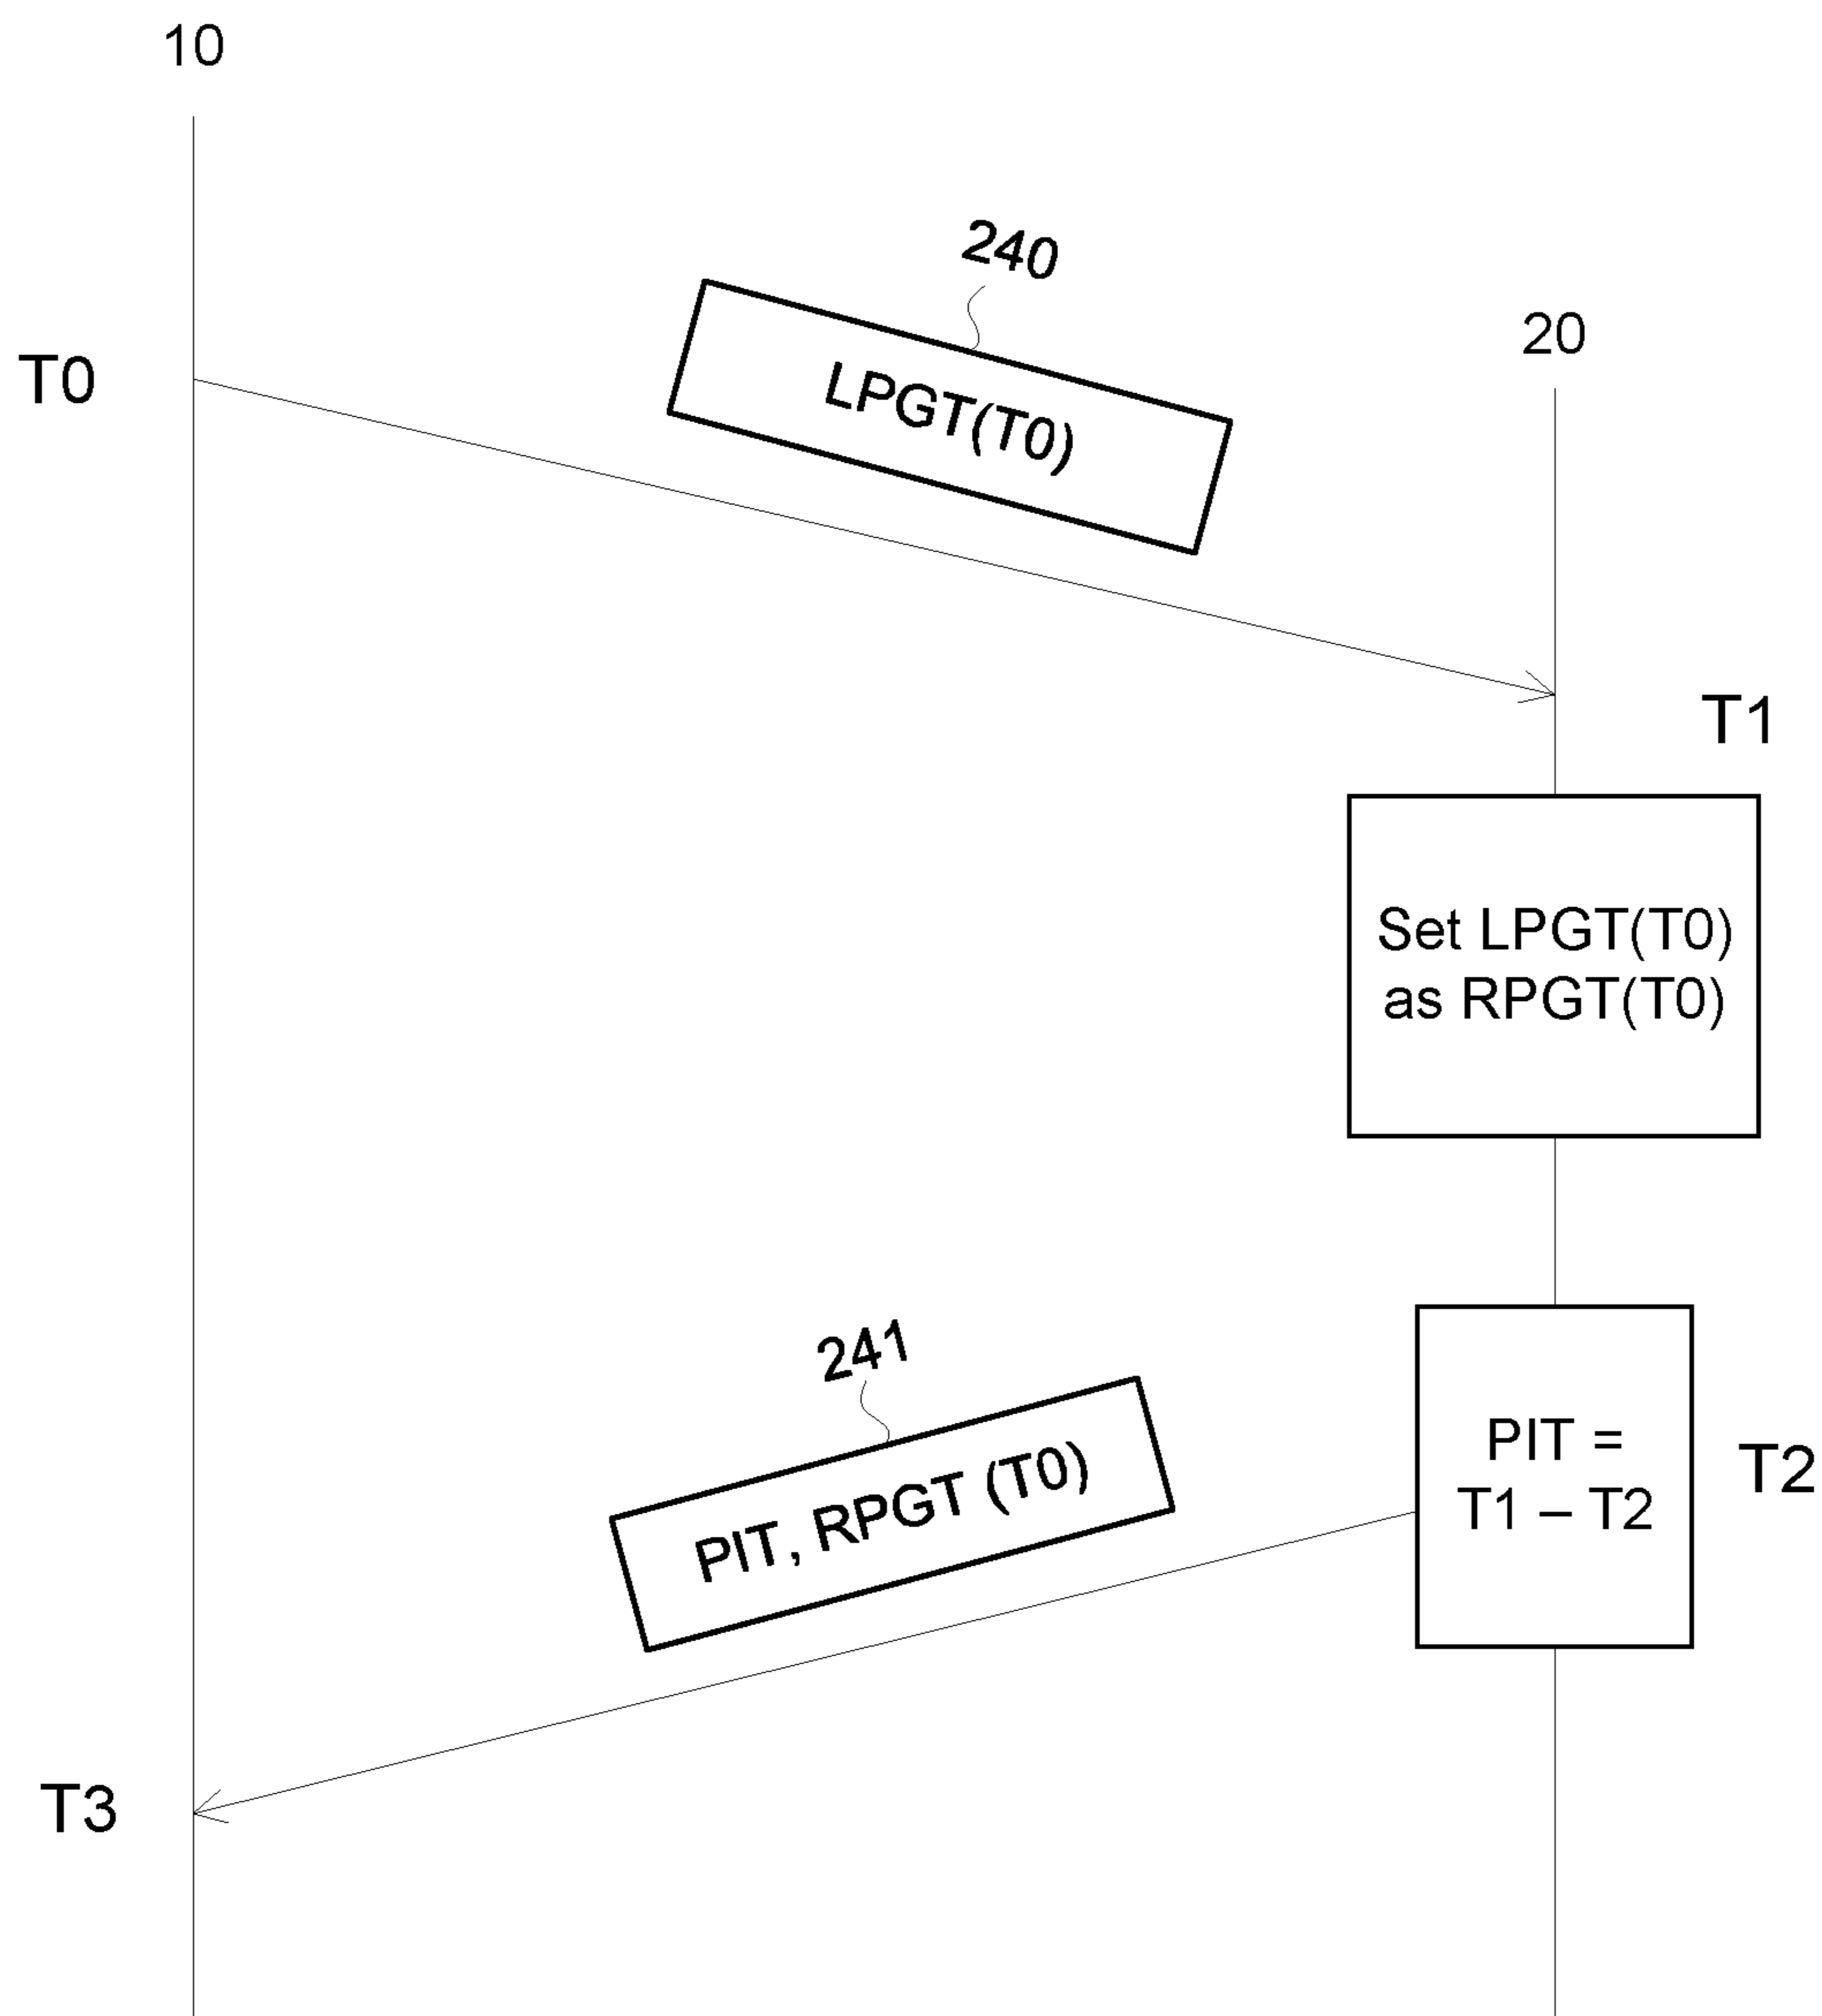 10
240
20
T0
LPGT(T0)
T1
Set LPGT(T0)
as RPGT(T0)
241
PIT =
T1 – T2
T2
PIT, RPGT (T0)
T3